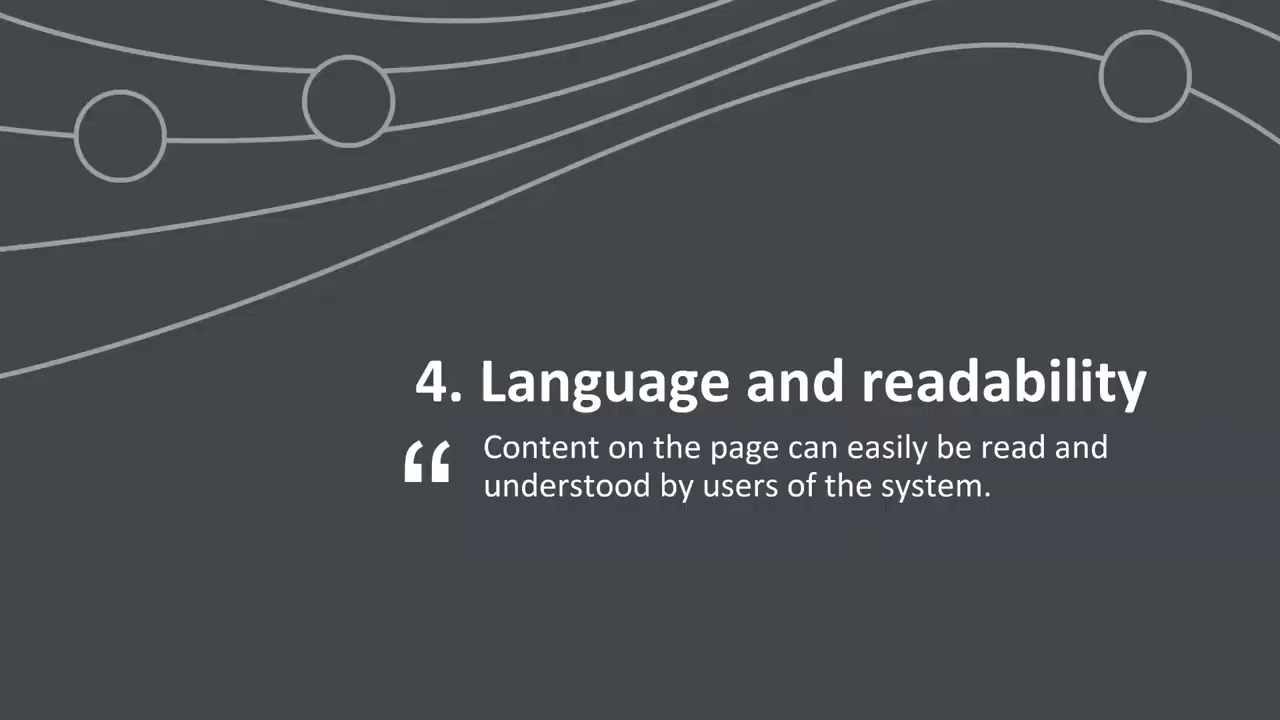 4. Language and readability
“ Content on the page can easily be read and
understood by users of the system.